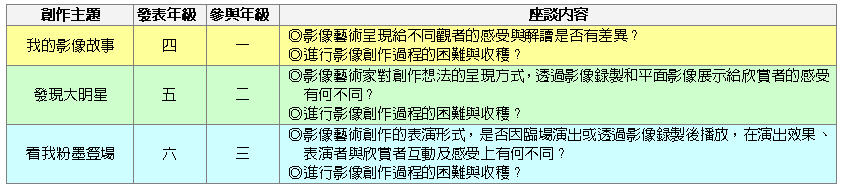 創作主題 發表年級 參與年級 座談內容
我的影像故事 四 一 ◎影像藝術呈現給不同觀者的感受與解讀是否有差異？
◎進行影像創作過程的困難與收穫？
發現大明星 五 二 ◎影像藝術家對創作想法的呈現方式，透過影像錄製和平面影像展示給欣賞者的感受
有何不同？
◎進行影像創作過程的困難與收穫？
看我粉墨登場 六 三 ◎影像藝術創作的表演形式，是否因臨場演出或透過影像錄製後播放，在演出效果、
表演者與欣賞者互動及感受上有何不同？
◎進行影像創作過程的困難與收穫？